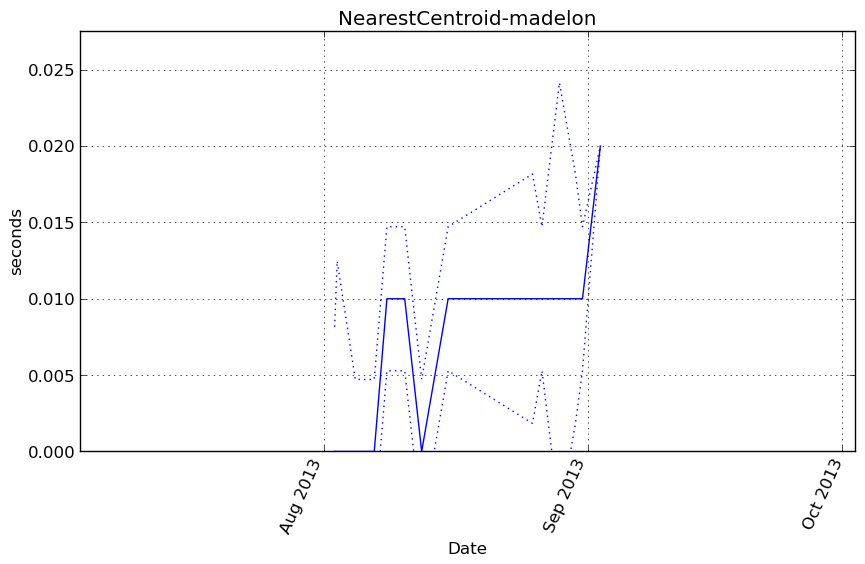 NearestCentroid-madelon
0.025
0.020
0.015
0.010
0.005
0.000
seconds
Aug 2013
Sep 2013
Oct 2013
Date